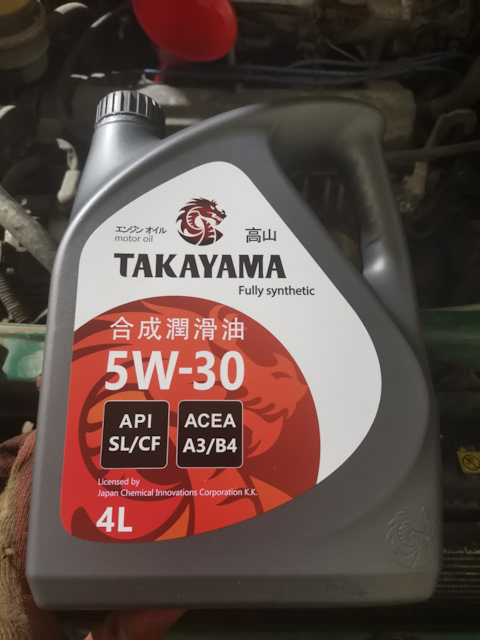 エンジン オイル
motor oil
高山
TAKAYAMA
Fully synthetic
合成潤滑油
5W-30
API
SL/CF
ACEA
A3/B4
Licensed by
Japan Chemical Innovations Corporation K.K.
4L